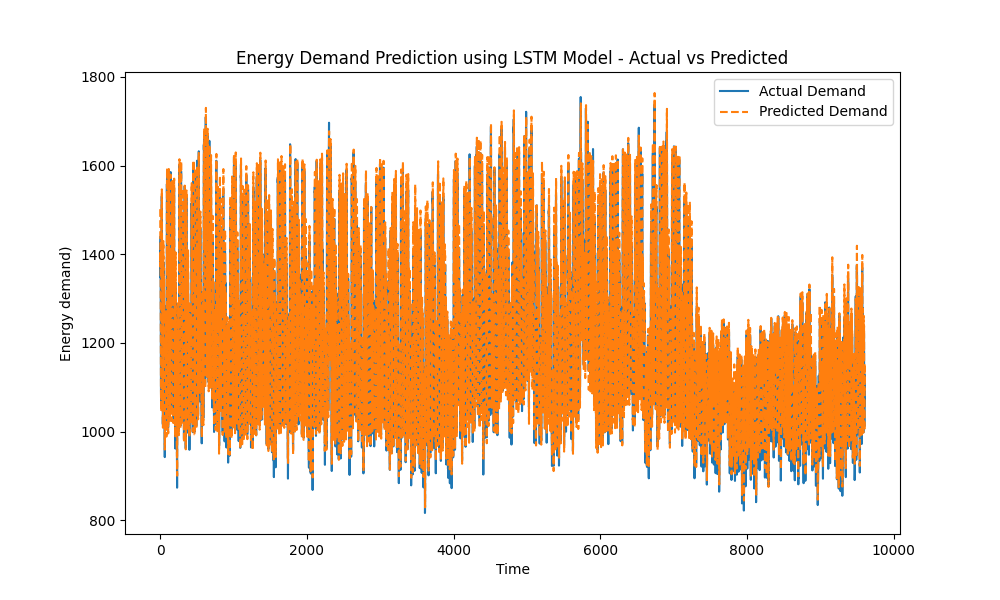 Energy Demand Prediction using LSTM Model - Actual vs Predicted
Actual Demand
Predicted Demand
Energy demand)
1800
1600
1400
1200
1000
800
0 2000 4000 6000 8000 10000
Time